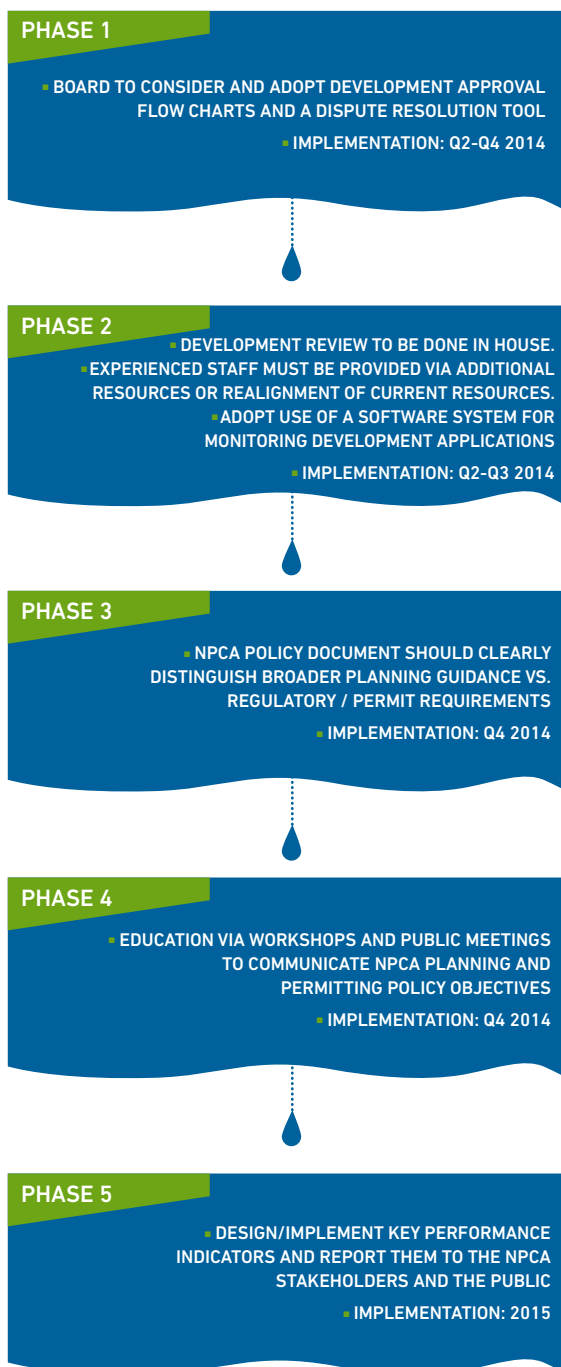 PHASE 1
▪ BOARD TO CONSIDER AND ADOPT DEVELOPMENT APPROVAL
FLOW CHARTS AND A DISPUTE RESOLUTION TOOL
▪ IMPLEMENTATION: Q2-Q4 2014
PHASE 2
▪ DEVELOPMENT REVIEW TO BE DONE IN HOUSE.
▪ EXPERIENCED STAFF MUST BE PROVIDED VIA ADDITIONAL
RESOURCES OR REALIGNMENT OF CURRENT RESOURCES.
▪ ADOPT USE OF A SOFTWARE SYSTEM FOR
MONITORING DEVELOPMENT APPLICATIONS
▪ IMPLEMENTATION: Q2-Q3 2014
PHASE 3
▪ NPCA POLICY DOCUMENT SHOULD CLEARLY
DISTINGUISH BROADER PLANNING GUIDANCE VS.
REGULATORY / PERMIT REQUIREMENTS
▪ IMPLEMENTATION: Q4 2014
PHASE 4
▪ EDUCATION VIA WORKSHOPS AND PUBLIC MEETINGS
TO COMMUNICATE NPCA PLANNING AND
PERMITTING POLICY OBJECTIVES
▪ IMPLEMENTATION: Q4 2014
PHASE 5
▪ DESIGN/IMPLEMENT KEY PERFORMANCE
INDICATORS AND REPORT THEM TO THE NPCA
STAKEHOLDERS AND THE PUBLIC
▪ IMPLEMENTATION: 2015